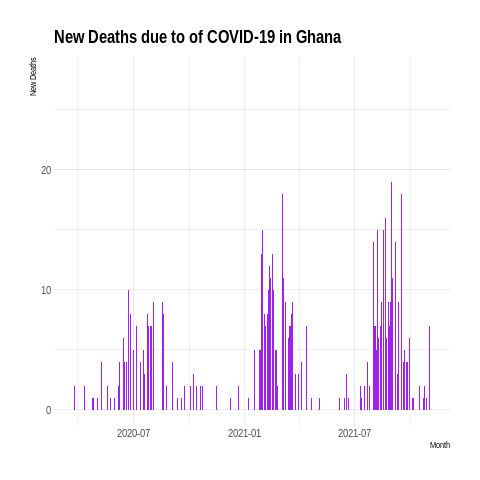 New Deaths due to of COVID-19 in Ghana
New Deaths
20
10
0
2020-07
2021-01
2021-07
Month